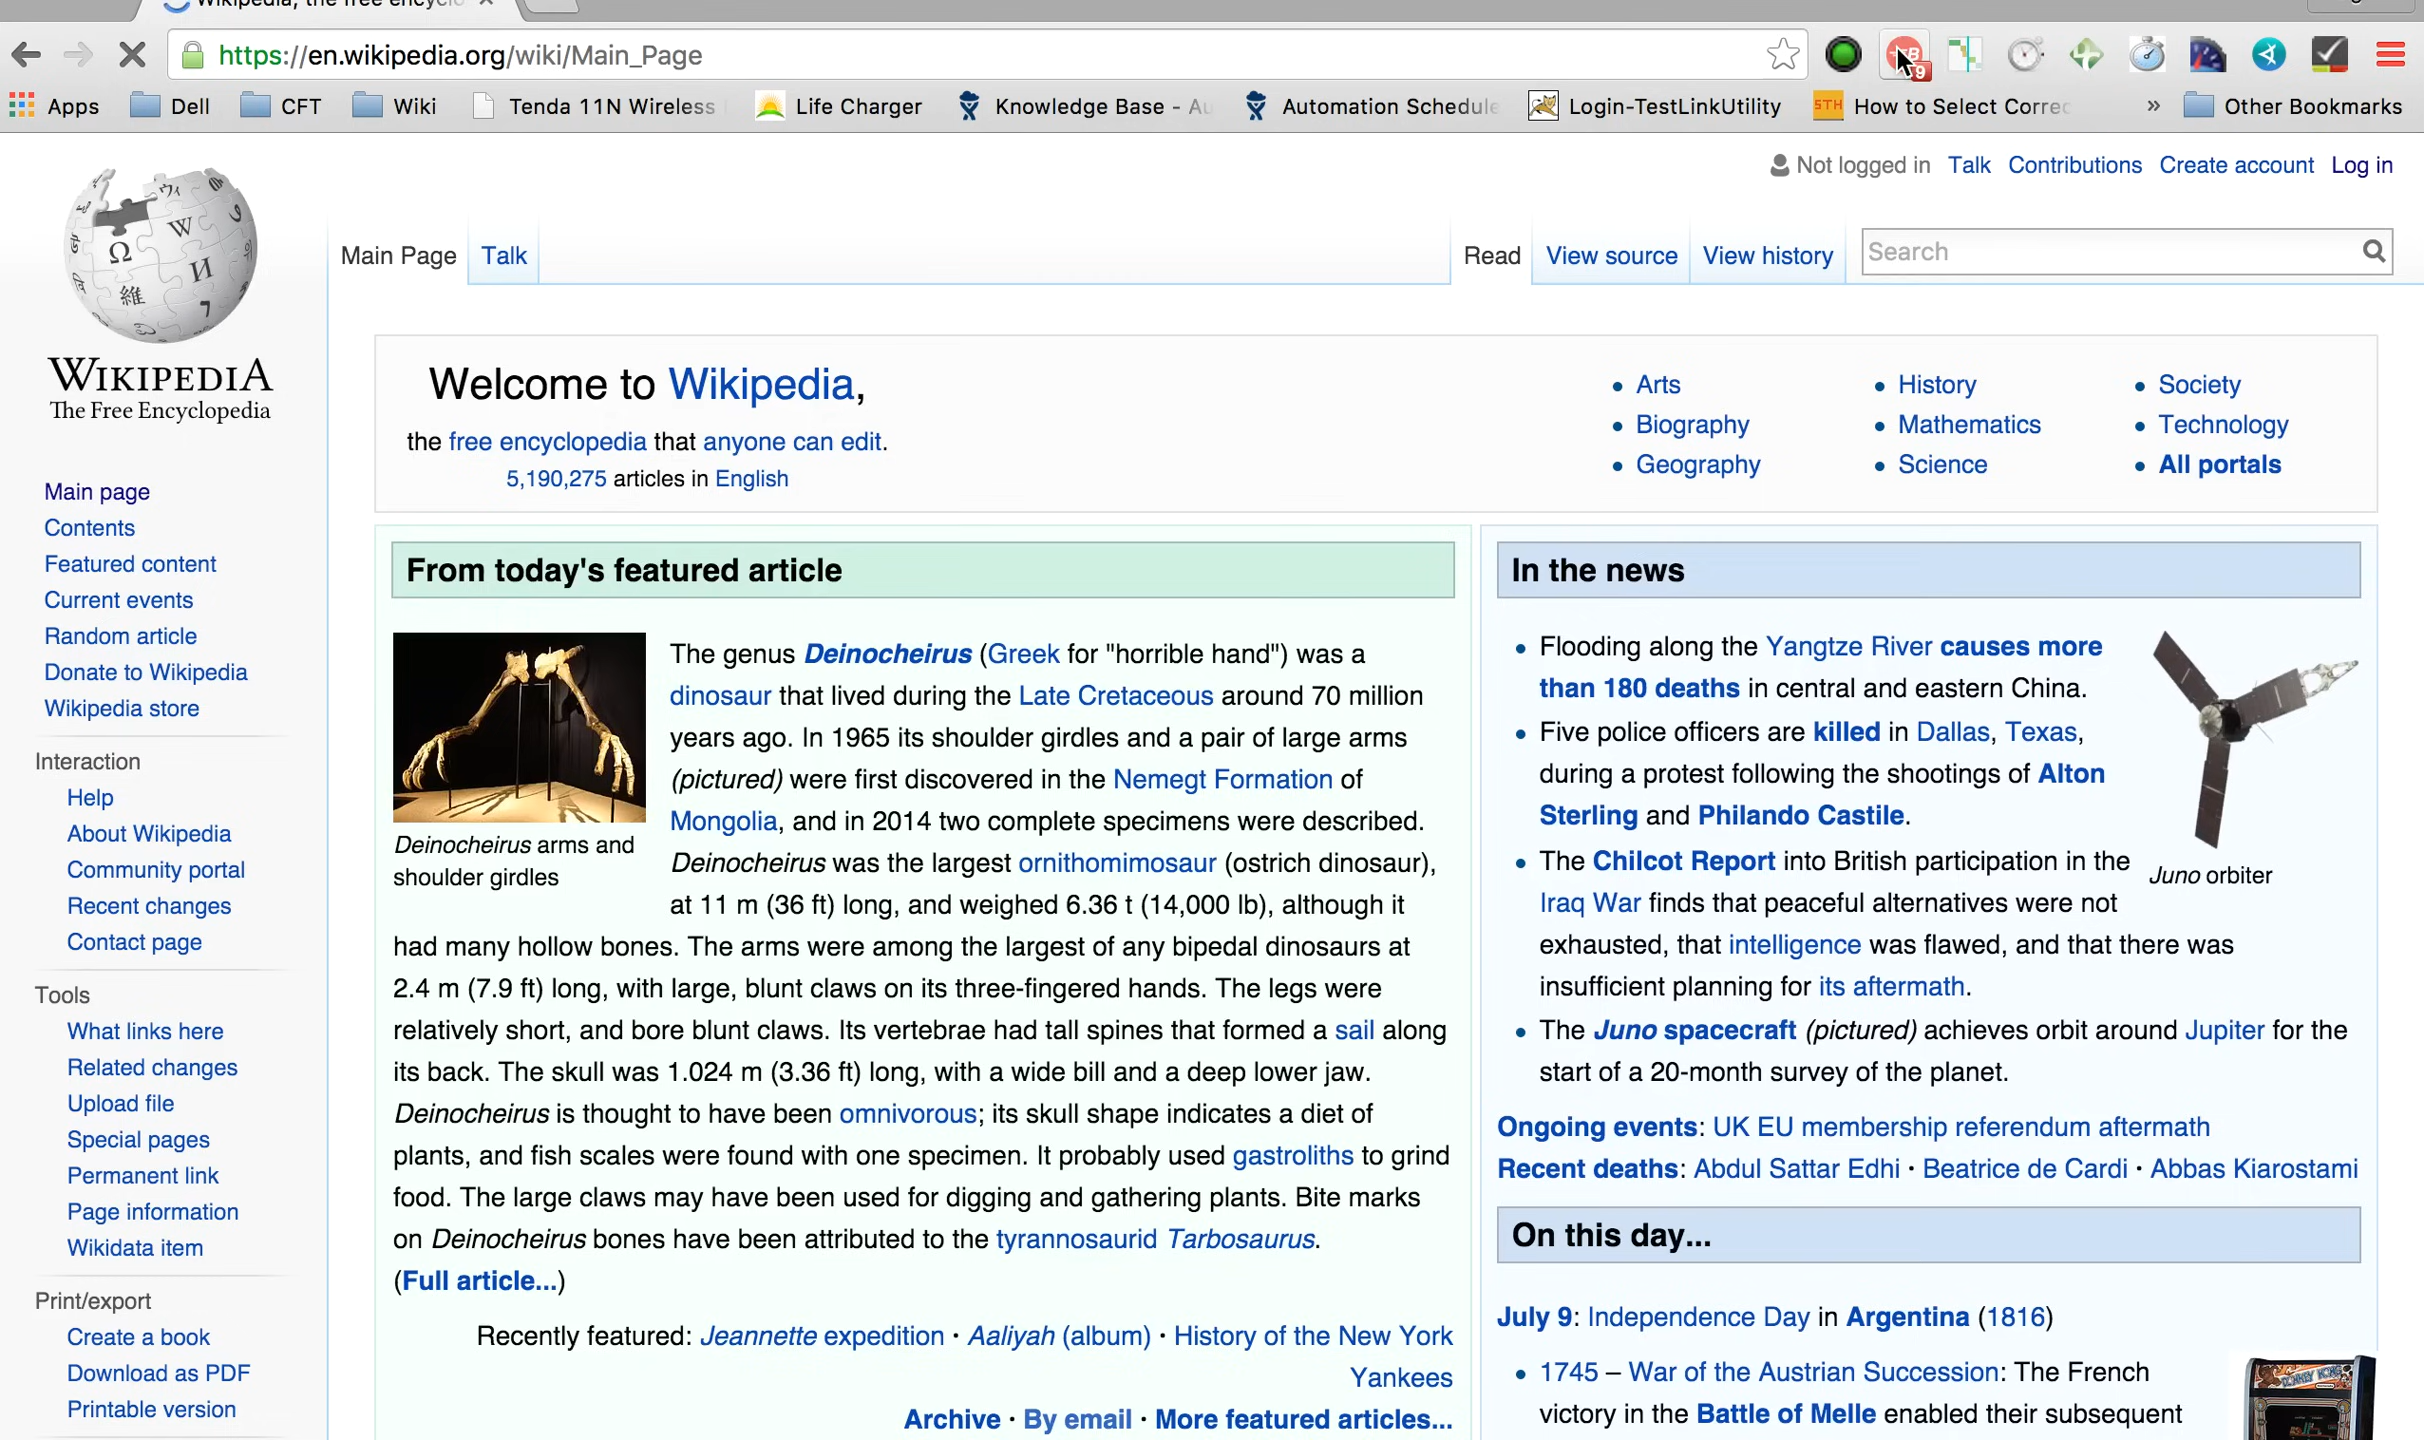 Wikipedia, the free encyclo
https://en.wikipedia.org/wiki/Main_Page
9
Apps Dell CFT Wiki Tenda 11N Wireless Life Charger Knowledge Base - Au Automation Schedule Login-TestLinkUtility STH How to Select Correc » Other Bookmarks
Not logged in Talk Contributions Create account Log in
Main Page Talk Read View source View history Search
Ω W И 維
WIKIPEDIA
The Free Encyclopedia
Main page
Contents
Featured content
Current events
Random article
Donate to Wikipedia
Wikipedia store
Interaction
Help
About Wikipedia
Community portal
Recent changes
Contact page
Tools
What links here
Related changes
Upload file
Special pages
Permanent link
Page information
Wikidata item
Print/export
Create a book
Download as PDF
Printable version
Welcome to Wikipedia,
the free encyclopedia that anyone can edit.
5,190,275 articles in English
• Arts
• Biography
• Geography
• History
• Mathematics
• Science
• Society
• Technology
• All portals
From today's featured article
Deinocheirus arms and
shoulder girdles
The genus Deinocheirus (Greek for "horrible hand") was a
dinosaur that lived during the Late Cretaceous around 70 million
years ago. In 1965 its shoulder girdles and a pair of large arms
(pictured) were first discovered in the Nemegt Formation of
Mongolia, and in 2014 two complete specimens were described.
Deinocheirus was the largest ornithomimosaur (ostrich dinosaur),
at 11 m (36 ft) long, and weighed 6.36 t (14,000 lb), although it
had many hollow bones. The arms were among the largest of any bipedal dinosaurs at
2.4 m (7.9 ft) long, with large, blunt claws on its three-fingered hands. The legs were
relatively short, and bore blunt claws. Its vertebrae had tall spines that formed a sail along
its back. The skull was 1.024 m (3.36 ft) long, with a wide bill and a deep lower jaw.
Deinocheirus is thought to have been omnivorous; its skull shape indicates a diet of
plants, and fish scales were found with one specimen. It probably used gastroliths to grind
food. The large claws may have been used for digging and gathering plants. Bite marks
on Deinocheirus bones have been attributed to the tyrannosaurid Tarbosaurus.
(Full article...)
Recently featured: Jeannette expedition · Aaliyah (album) · History of the New York
Yankees
Archive · By email · More featured articles...
In the news
• Flooding along the Yangtze River causes more
than 180 deaths in central and eastern China.
• Five police officers are killed in Dallas, Texas,
during a protest following the shootings of Alton
Sterling and Philando Castile.
• The Chilcot Report into British participation in the
Iraq War finds that peaceful alternatives were not
exhausted, that intelligence was flawed, and that there was
insufficient planning for its aftermath.
• The Juno spacecraft (pictured) achieves orbit around Jupiter for the
start of a 20-month survey of the planet.
Juno orbiter
Ongoing events: UK EU membership referendum aftermath
Recent deaths: Abdul Sattar Edhi · Beatrice de Cardi · Abbas Kiarostami
On this day...
July 9: Independence Day in Argentina (1816)
• 1745 – War of the Austrian Succession: The French
victory in the Battle of Melle enabled their subsequent
DONKEY KONG